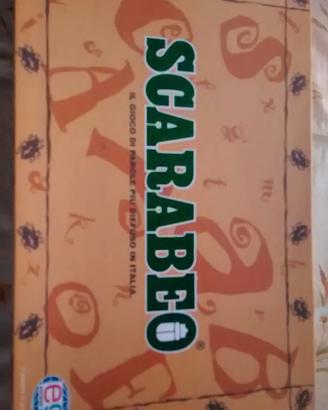 SCARABEO®
IL GIOCO DI PAROLE PIÙ DIFFUSO IN ITALIA